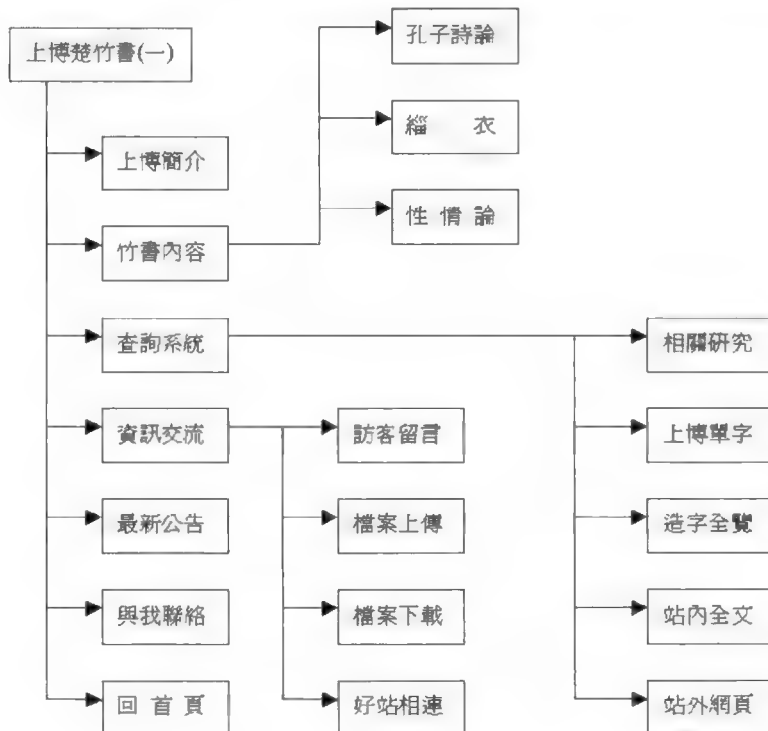 上博楚竹書(一)
孔子詩論
緇　衣
性情論
上博簡介
竹書內容
查詢系統
相關研究
資訊交流
訪客留言
上博單字
最新公告
檔案上傳
造字全覽
與我聯絡
檔案下載
站內全文
回首頁
好站相連
站外網頁